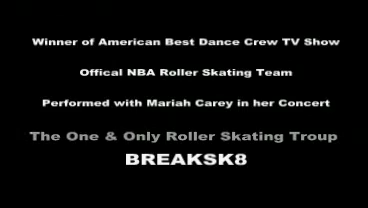 Winner of American Best Dance Crew TV Show
Offical NBA Roller Skating Team
Performed with Mariah Carey in her Concert
The One & Only Roller Skating Troup
BREAKSK8